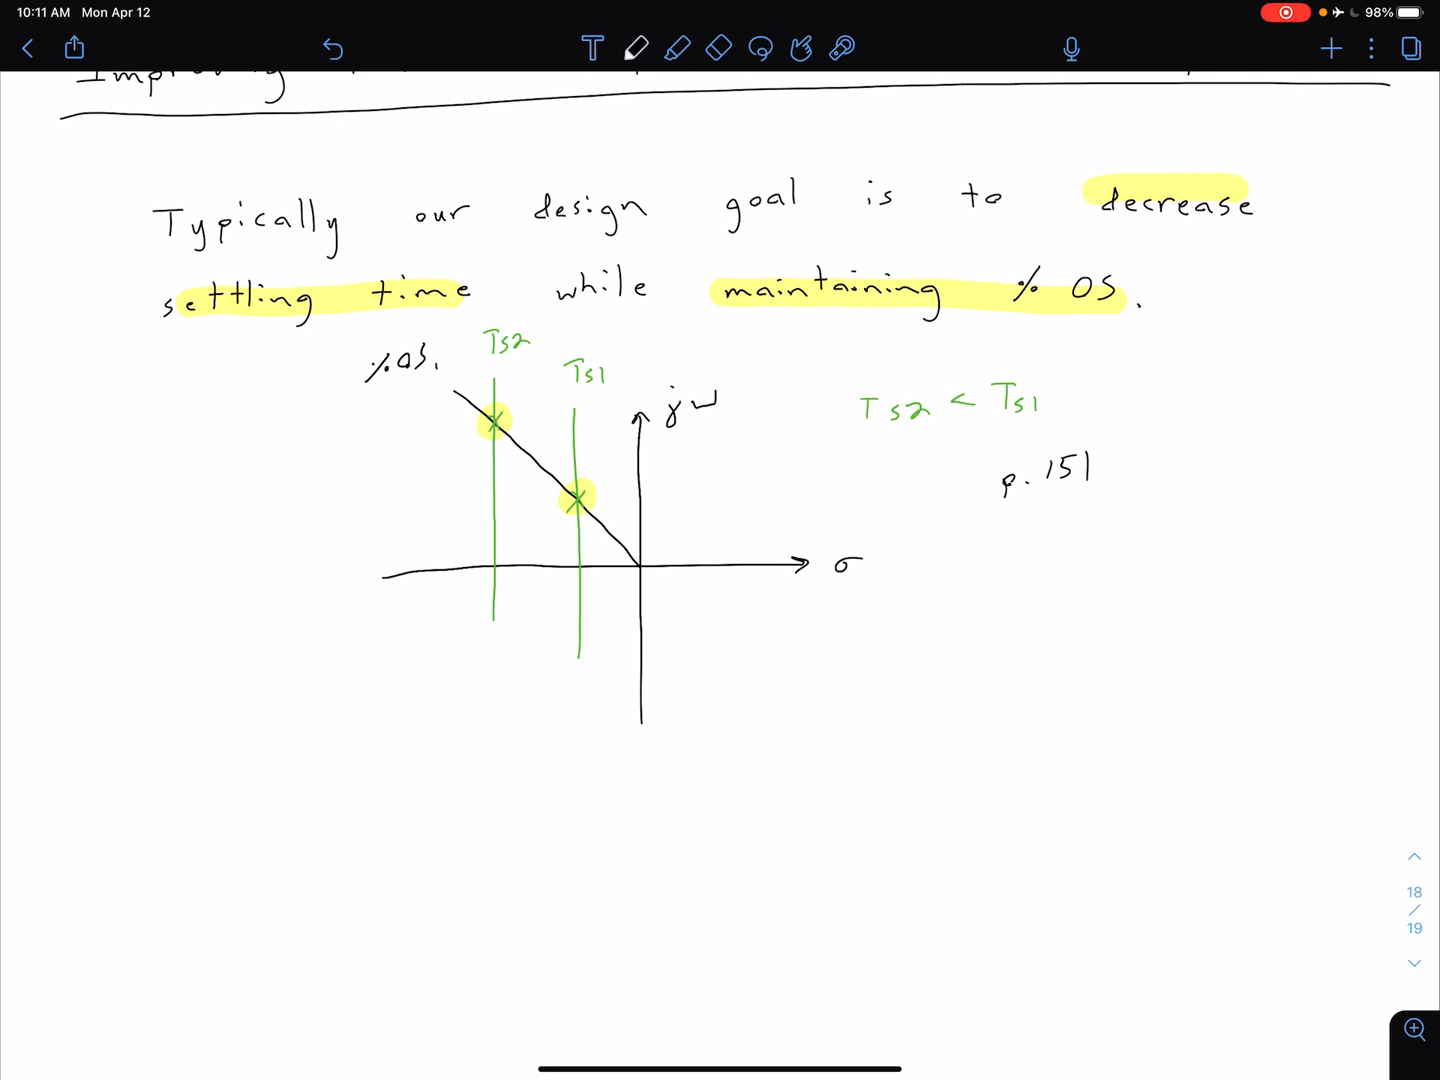 10:11 AM Mon Apr 12
98%
Typically our design goal is to decrease
settling time while maintaining % OS.
% OS.
Ts2
Ts1
jω
Ts2 < Ts1
p. 151
σ
18
/
19